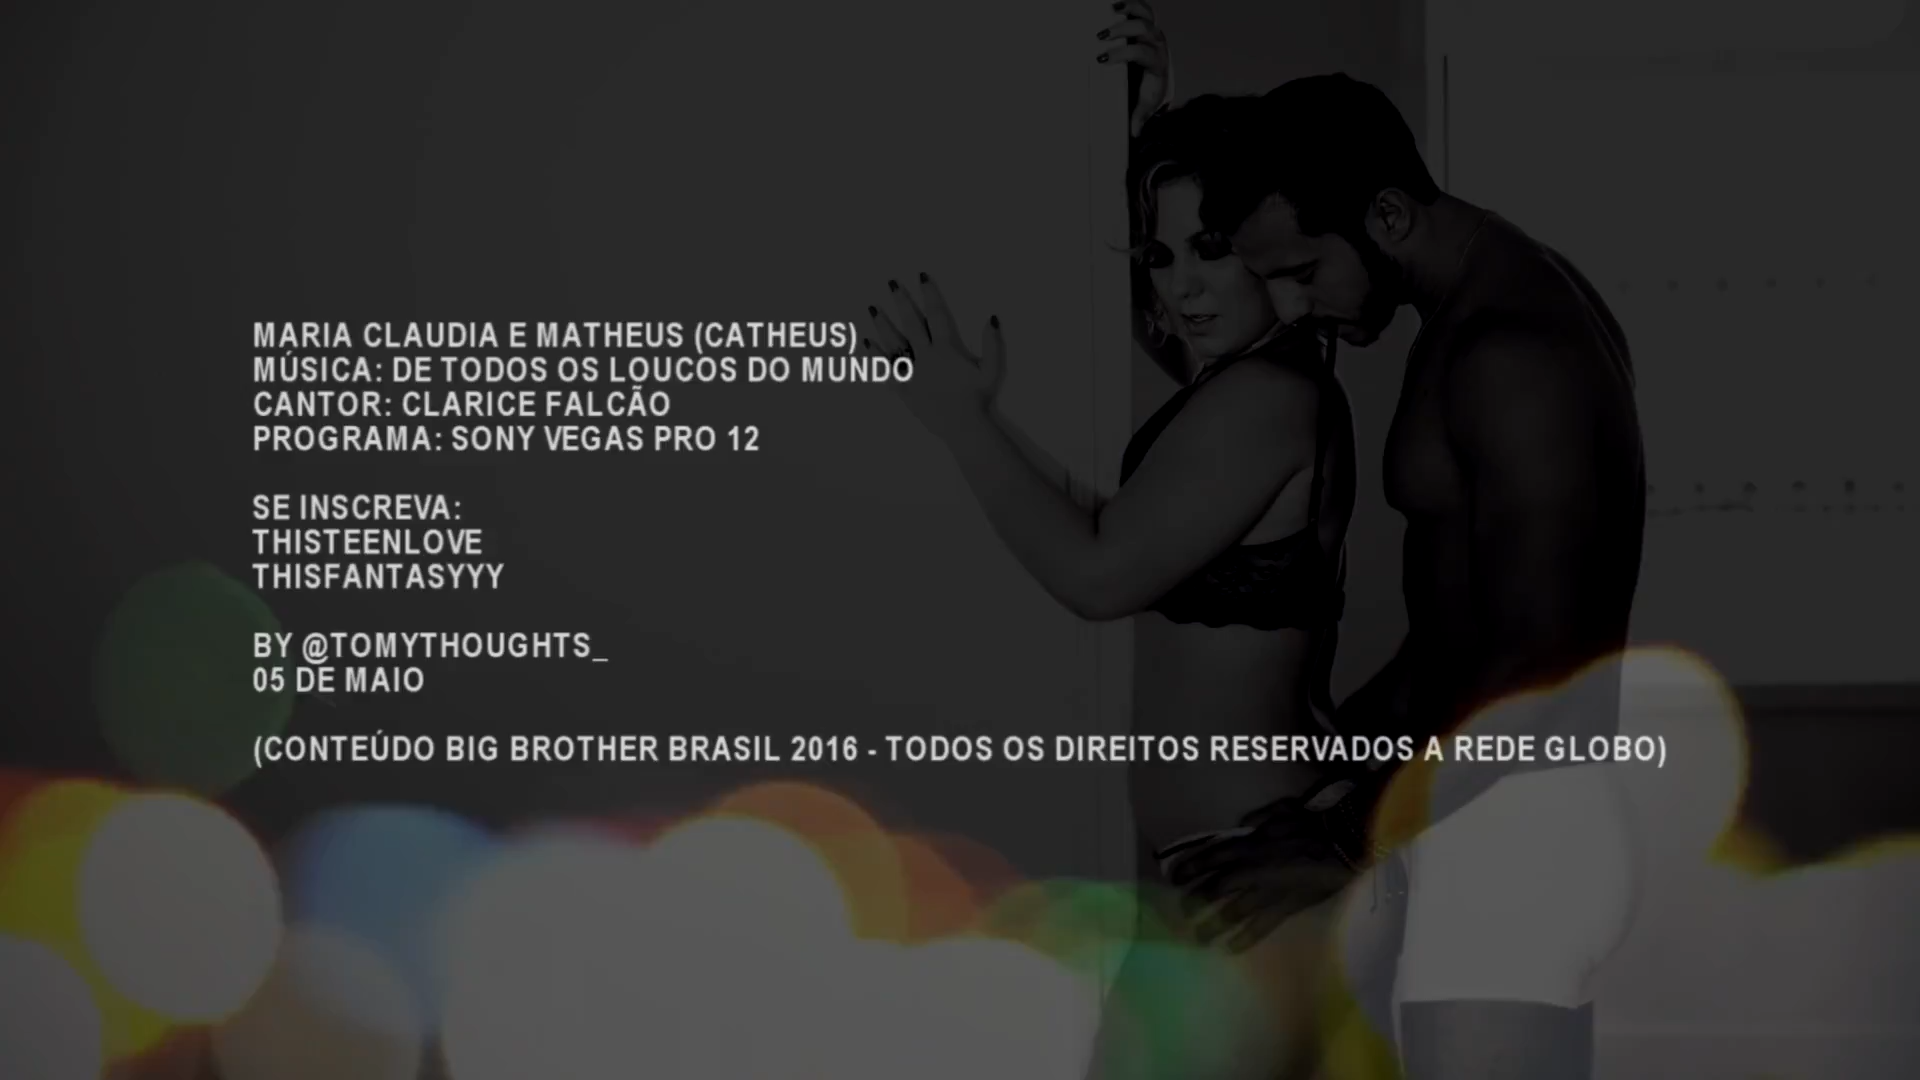 MARIA CLAUDIA E MATHEUS (CATHEUS)
MÚSICA: DE TODOS OS LOUCOS DO MUNDO
CANTOR: CLARICE FALCÃO
PROGRAMA: SONY VEGAS PRO 12
SE INSCREVA:
THISTEENLOVE
THISFANTASYYY
BY @TOMYTHOUGHTS_
05 DE MAIO
(CONTEÚDO BIG BROTHER BRASIL 2016 - TODOS OS DIREITOS RESERVADOS A REDE GLOBO)